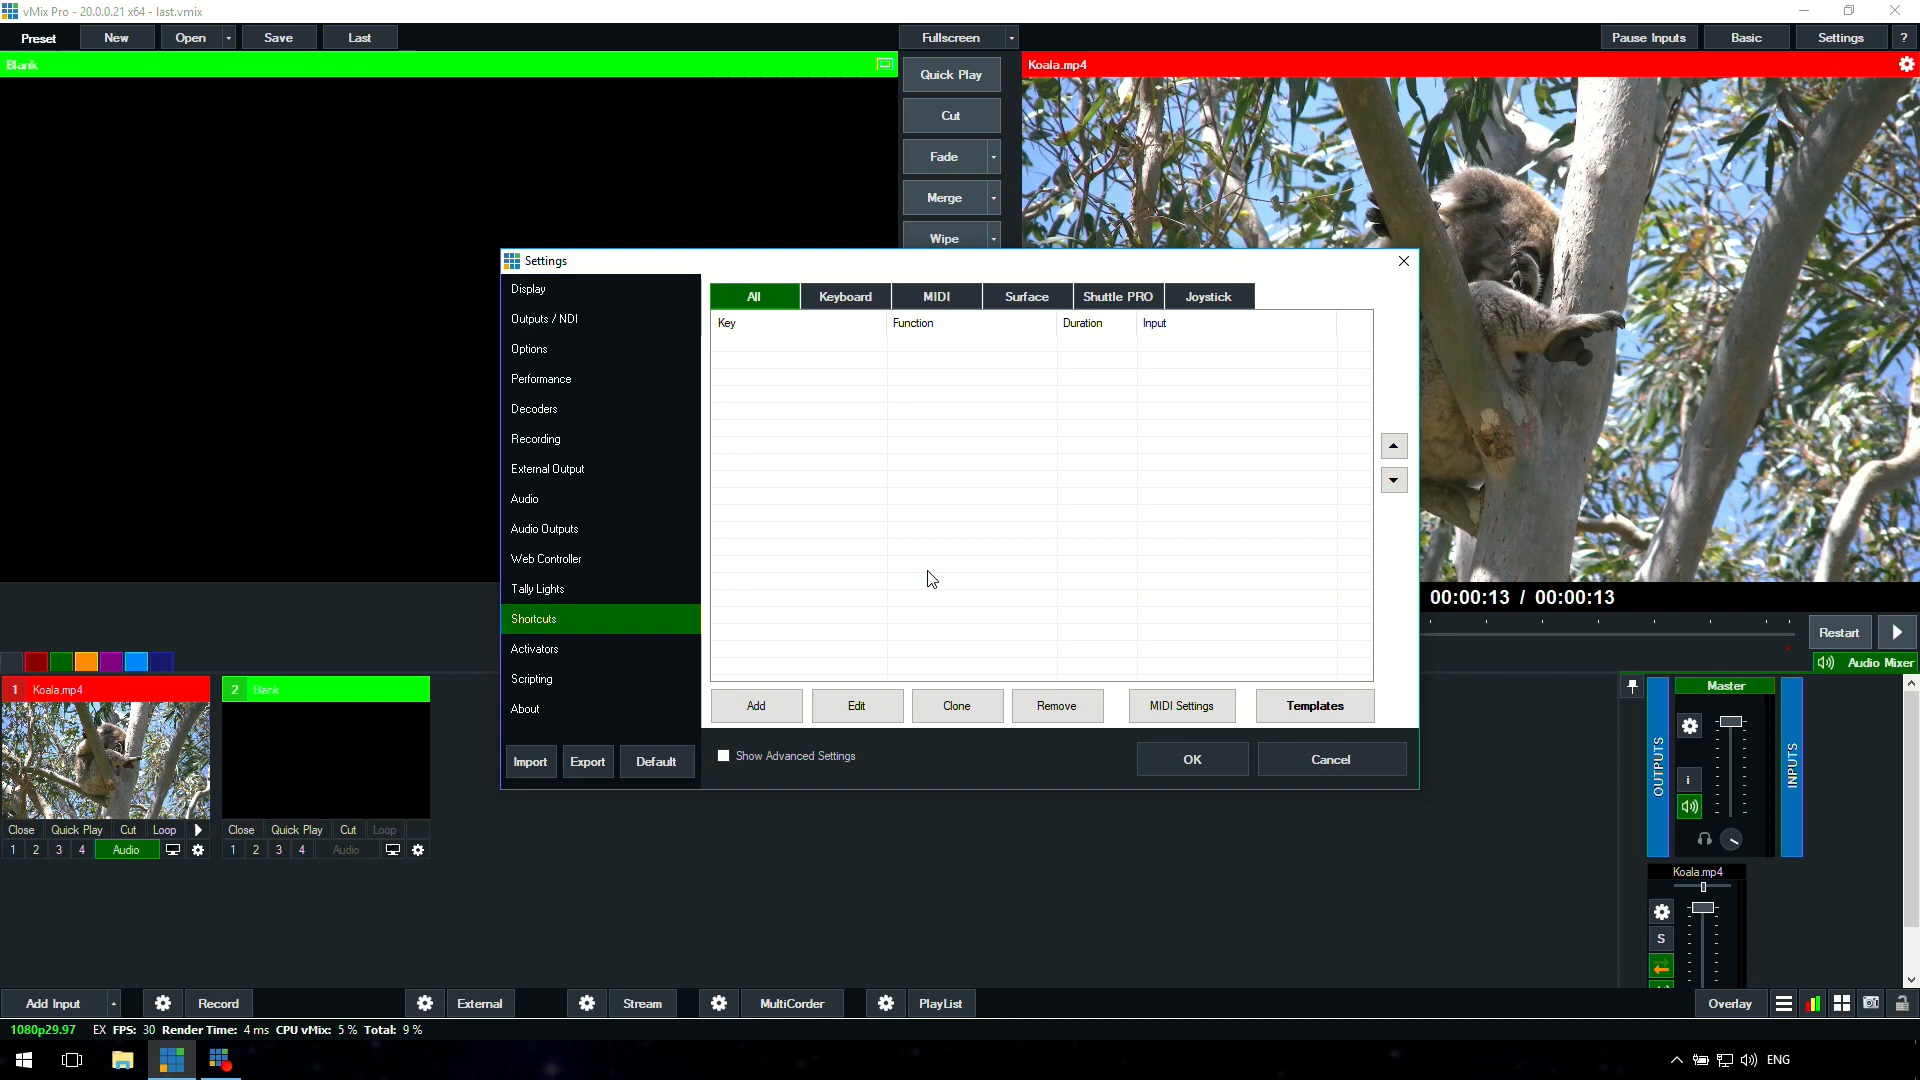 vMix Pro - 20.0.0.21 x64 - last.vmix
Preset New Open Save Last Fullscreen Pause Inputs Basic Settings ?
Blank
Koala.mp4
Quick Play
Cut
Fade
Merge
Wipe
Settings
Display
Outputs / NDI
Options
Performance
Decoders
Recording
External Output
Audio
Audio Outputs
Web Controller
Tally Lights
Shortcuts
Activators
Scripting
About
Import Export Default
All Keyboard MIDI Surface Shuttle PRO Joystick
Key Function Duration Input
Add Edit Clone Remove MIDI Settings Templates
Show Advanced Settings OK Cancel
00:00:13 / 00:00:13
Restart
Audio Mixer
1 Koala.mp4
Close Quick Play Cut Loop
1 2 3 4 Audio
2 Blank
Close Quick Play Cut Loop
1 2 3 4 Audio
OUTPUTS
Master
i
INPUTS
Koala.mp4
S
Add Input Record External Stream MultiCorder PlayList Overlay
1080p29.97 EX FPS: 30 Render Time: 4 ms CPU vMix: 5 % Total: 9 %
ENG